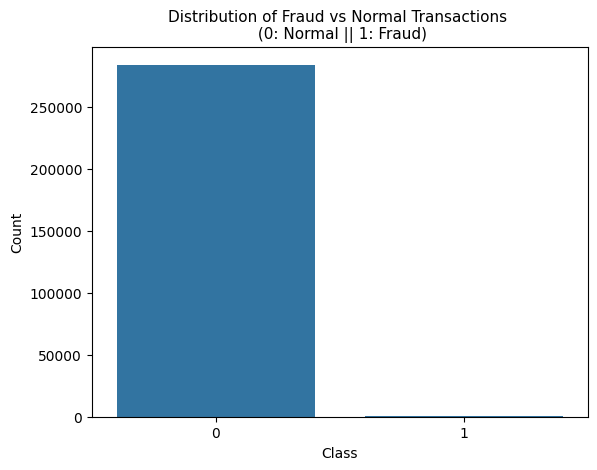 Distribution of Fraud vs Normal Transactions
(0: Normal || 1: Fraud)
250000
200000
150000
100000
50000
0
Count
0 1
Class